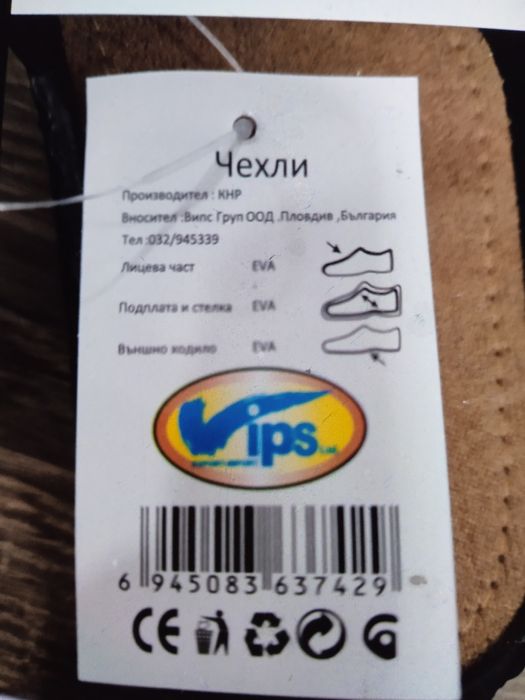 Чехли
Производител : КНР
Вносител :Випс Груп ООД .Пловдив ,България
Тел :032/945339
Лицева част EVA
Подплата и стелка EVA
Външно ходило EVA
Vips
6 945083 637429
CE